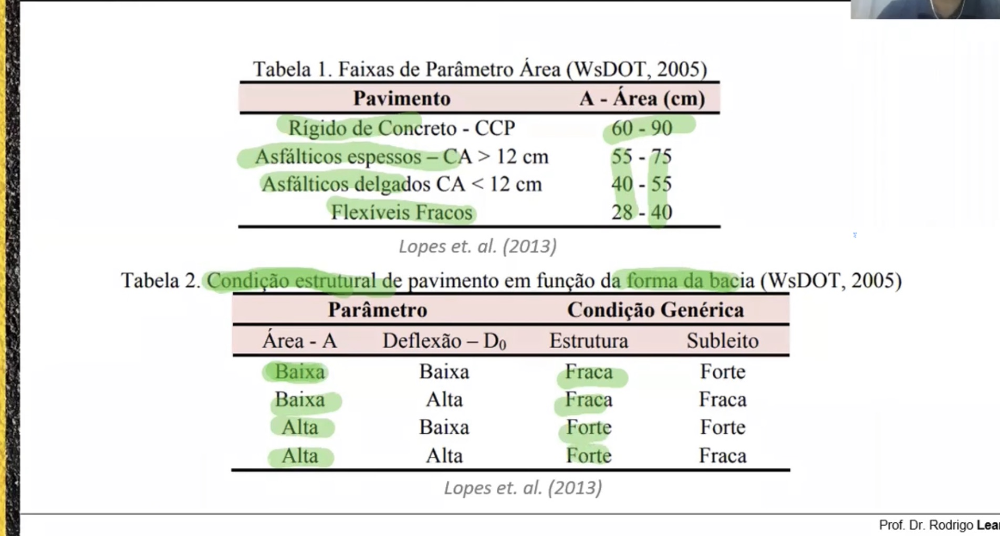 Tabela 1. Faixas de Parâmetro Área (WsDOT, 2005)
Pavimento A - Área (cm)
Rígido de Concreto - CCP 60 - 90
Asfálticos espessos – CA > 12 cm 55 - 75
Asfálticos delgados CA < 12 cm 40 - 55
Flexíveis Fracos 28 - 40
Lopes et. al. (2013)
Tabela 2. Condição estrutural de pavimento em função da forma da bacia (WsDOT, 2005)
Parâmetro Condição Genérica
Área - A Deflexão – D₀ Estrutura Subleito
Baixa Baixa Fraca Forte
Baixa Alta Fraca Fraca
Alta Baixa Forte Forte
Alta Alta Forte Fraca
Lopes et. al. (2013)
Prof. Dr. Rodrigo